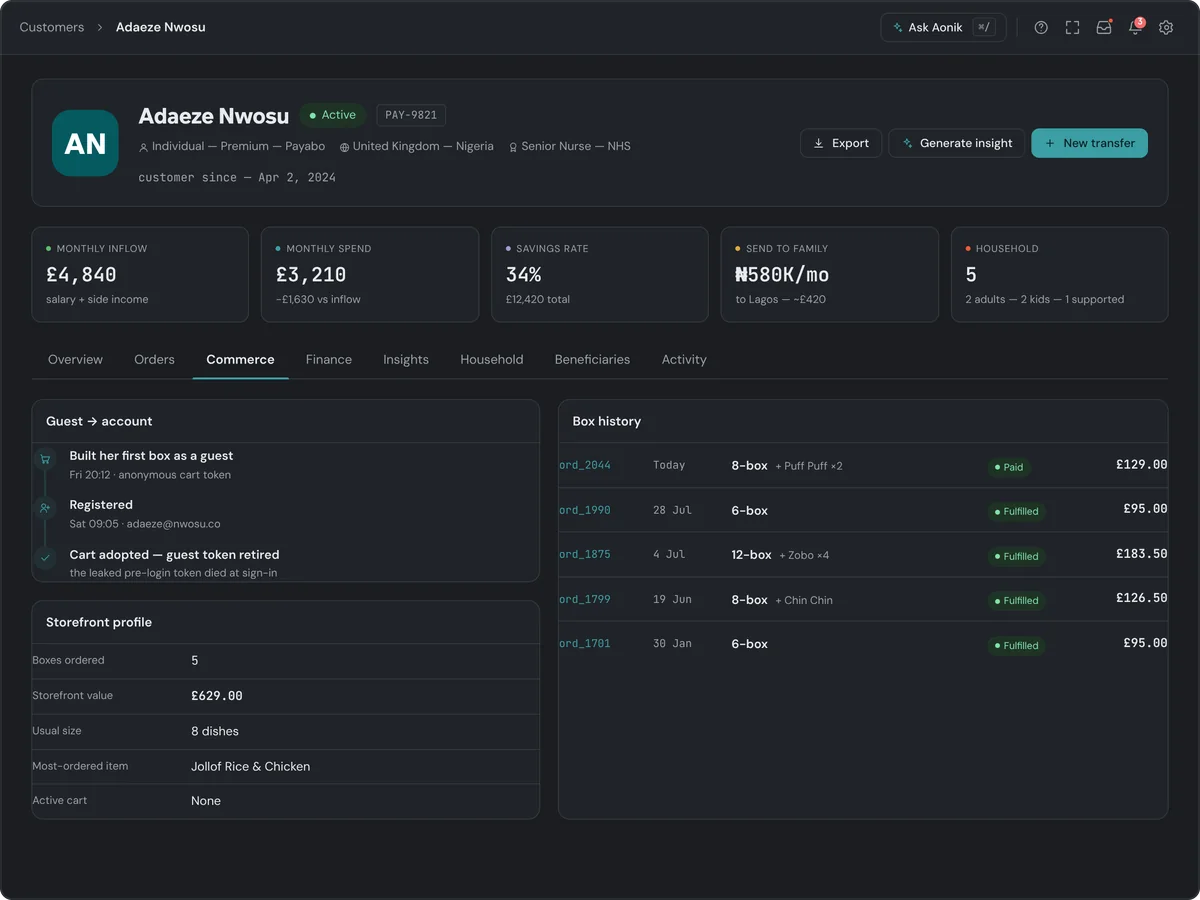 Customers > Adaeze Nwosu
Ask Aonik ⌘/
3
AN
Adaeze Nwosu Active PAY-9821
Individual — Premium — Payabo United Kingdom — Nigeria Senior Nurse — NHS
customer since — Apr 2, 2024
Export Generate insight + New transfer
MONTHLY INFLOW
£4,840
salary + side income
MONTHLY SPEND
£3,210
−£1,630 vs inflow
SAVINGS RATE
34%
£12,420 total
SEND TO FAMILY
₦580K/mo
to Lagos — ~£420
HOUSEHOLD
5
2 adults — 2 kids — 1 supported
Overview Orders Commerce Finance Insights Household Beneficiaries Activity
Guest → account
Built her first box as a guest
Fri 20:12 · anonymous cart token
Registered
Sat 09:05 · adaeze@nwosu.co
Cart adopted — guest token retired
the leaked pre-login token died at sign-in
Storefront profile
Boxes ordered 5
Storefront value £629.00
Usual size 8 dishes
Most-ordered item Jollof Rice & Chicken
Active cart None
Box history
ord_2044 Today 8-box + Puff Puff ×2 Paid £129.00
ord_1990 28 Jul 6-box Fulfilled £95.00
ord_1875 4 Jul 12-box + Zobo ×4 Fulfilled £183.50
ord_1799 19 Jun 8-box + Chin Chin Fulfilled £126.50
ord_1701 30 Jan 6-box Fulfilled £95.00